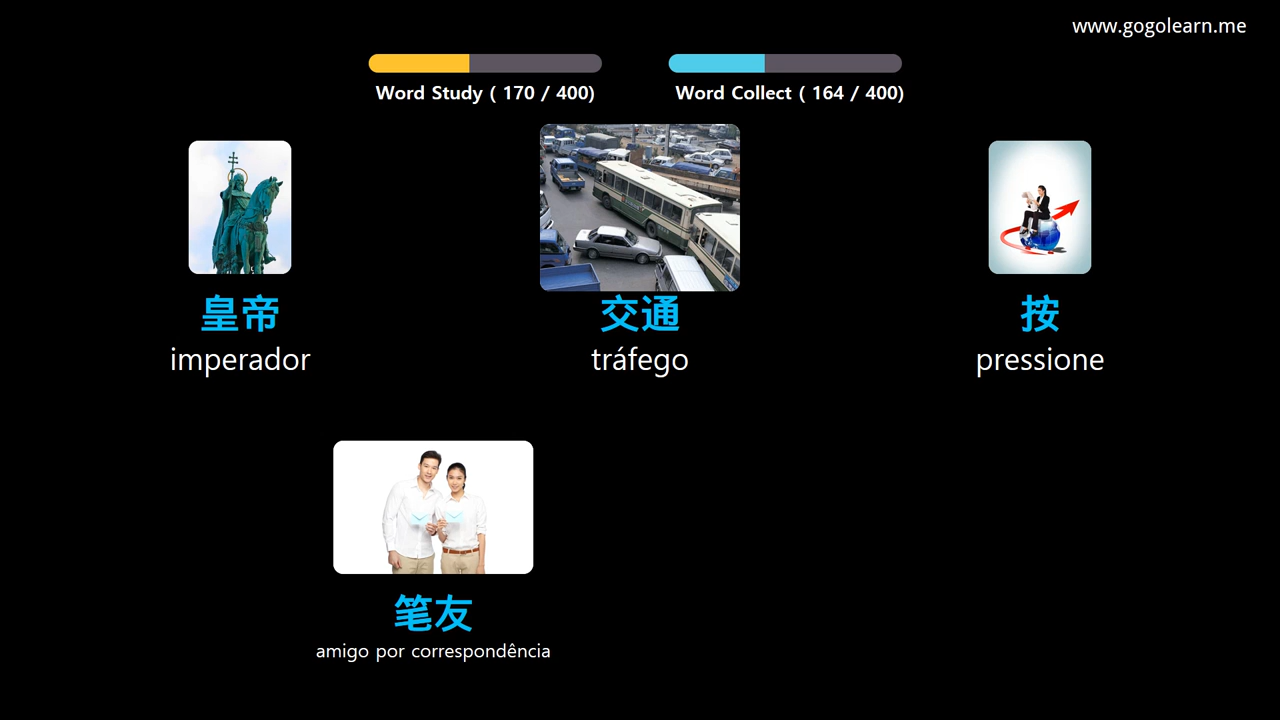 www.gogolearn.me
Word Study ( 170 / 400)
Word Collect ( 164 / 400)
皇帝
imperador
交通
tráfego
按
pressione
笔友
amigo por correspondência